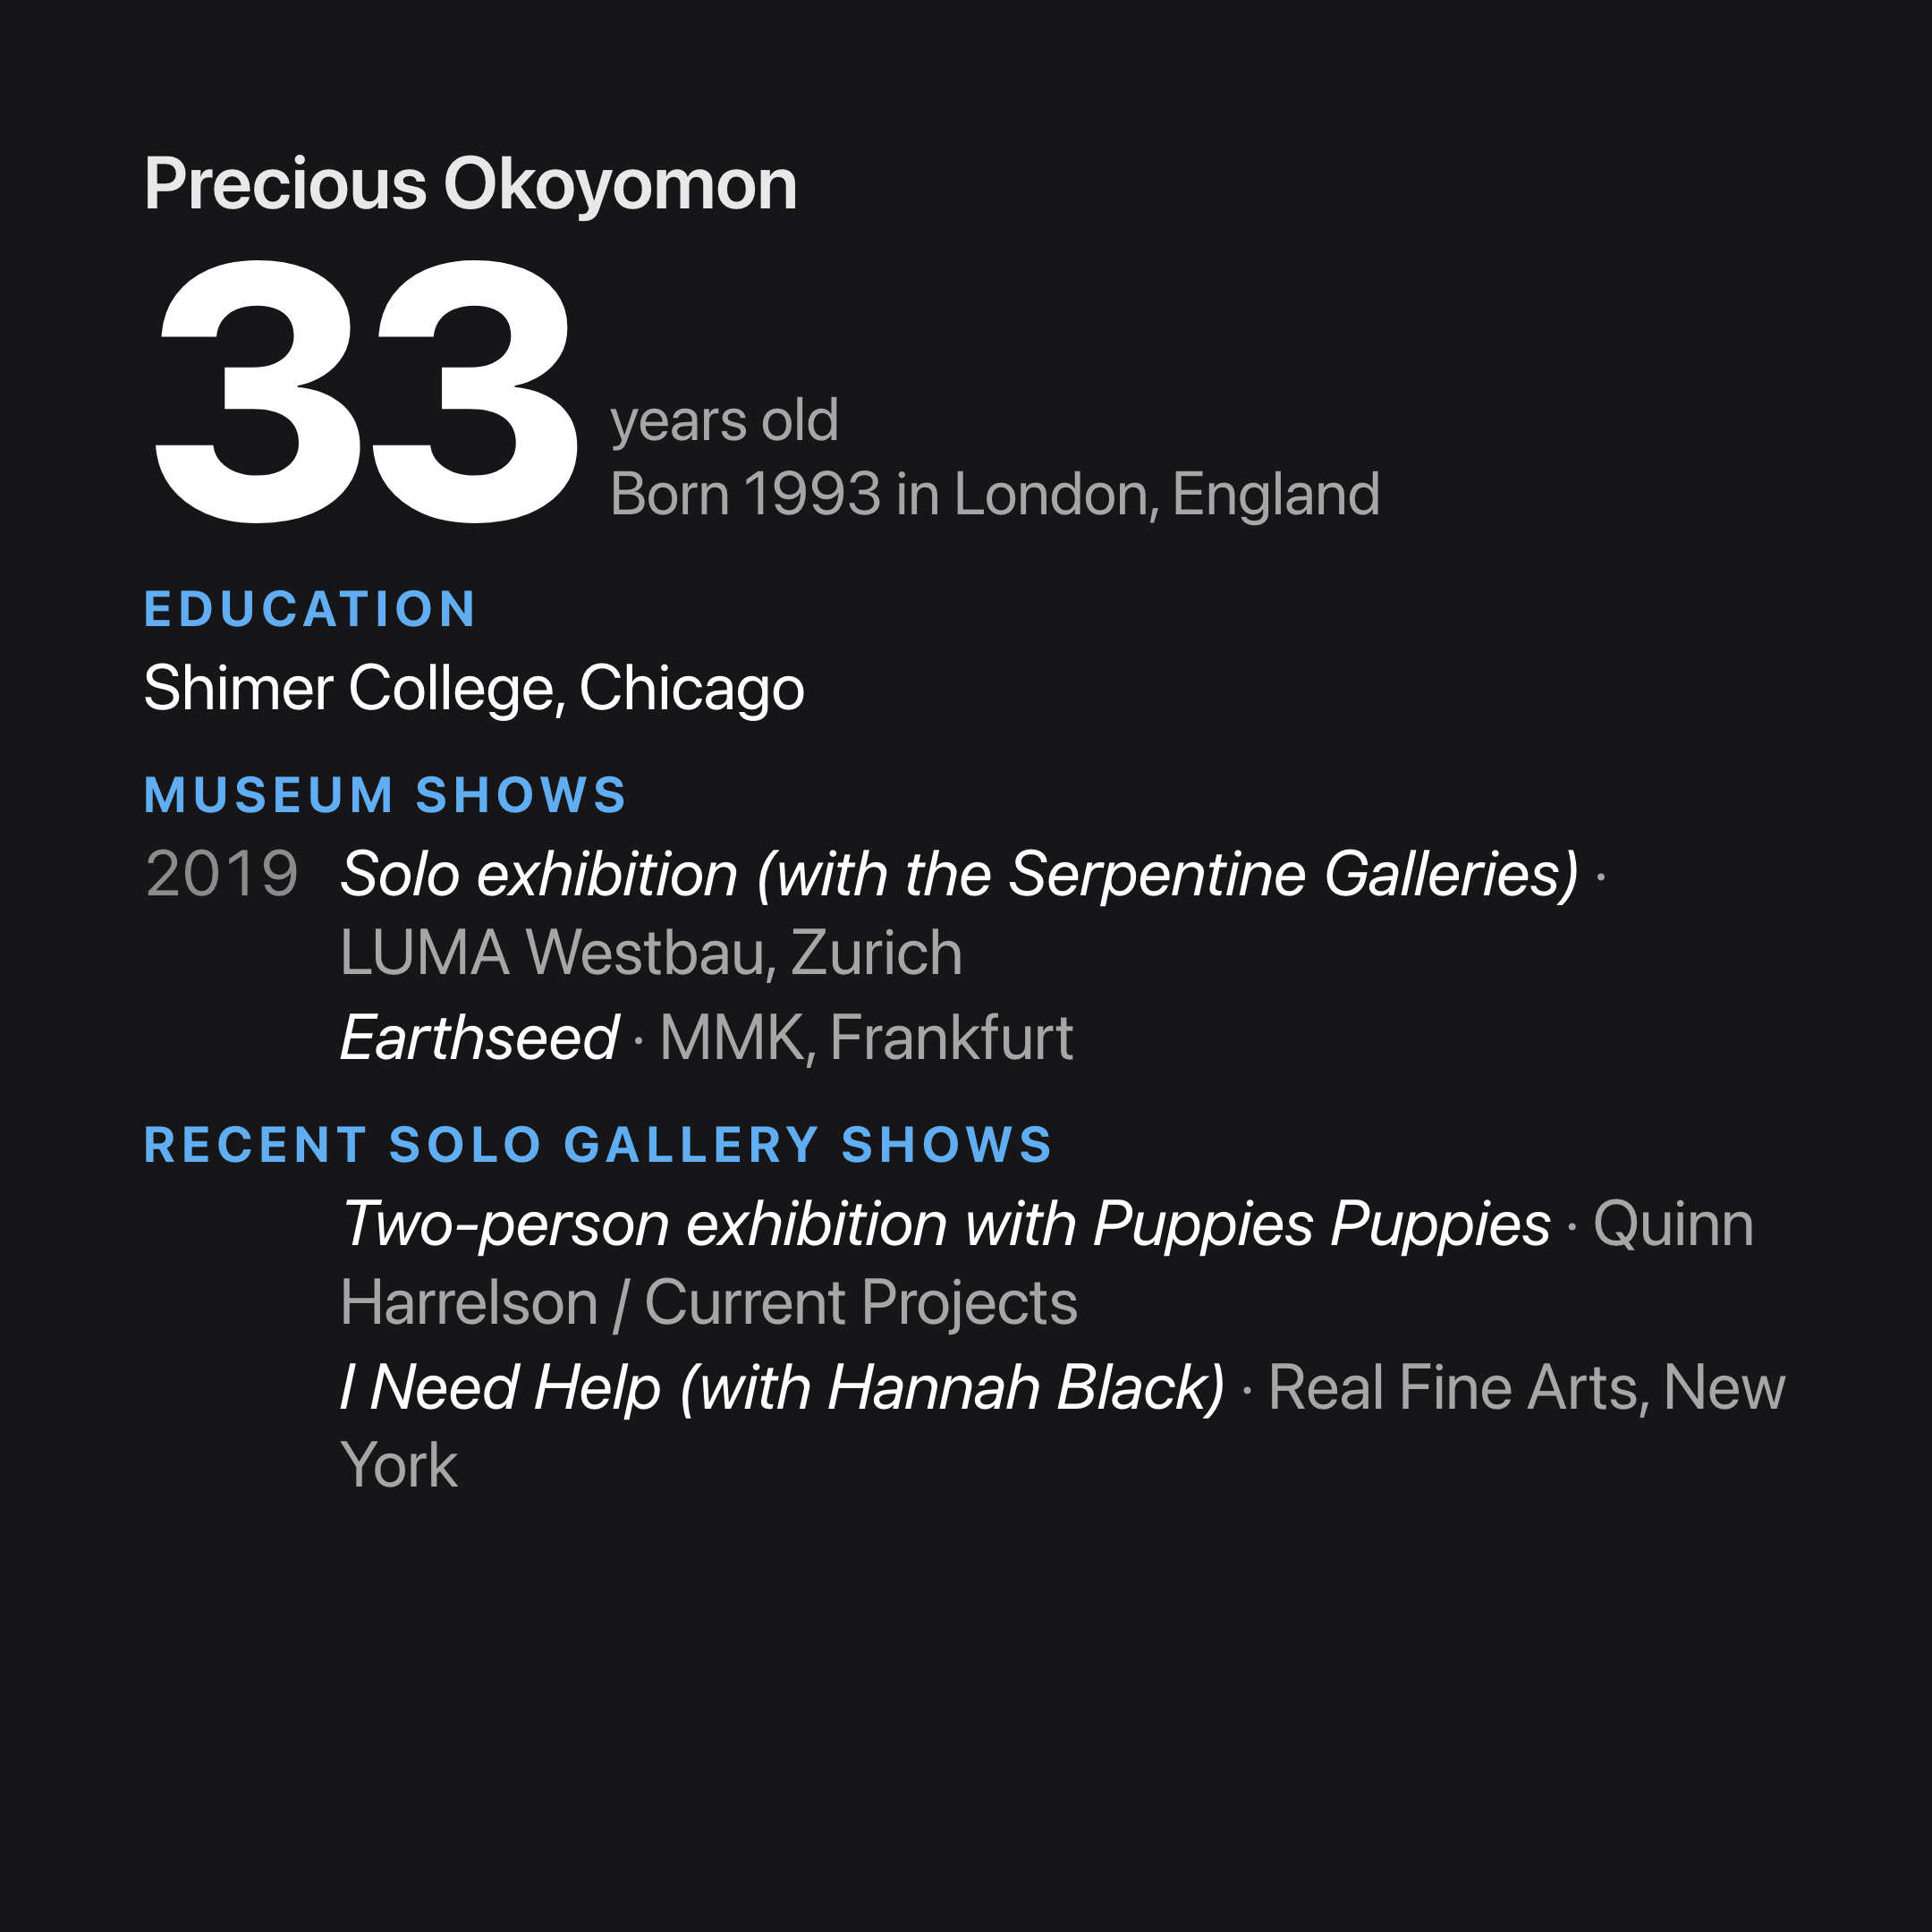 Precious Okoyomon
33
years old
Born 1993 in London, England
EDUCATION
Shimer College, Chicago
MUSEUM SHOWS
2019 Solo exhibition (with the Serpentine Galleries) ·
LUMA Westbau, Zurich
Earthseed · MMK, Frankfurt
RECENT SOLO GALLERY SHOWS
Two-person exhibition with Puppies Puppies · Quinn
Harrelson / Current Projects
I Need Help (with Hannah Black) · Real Fine Arts, New
York